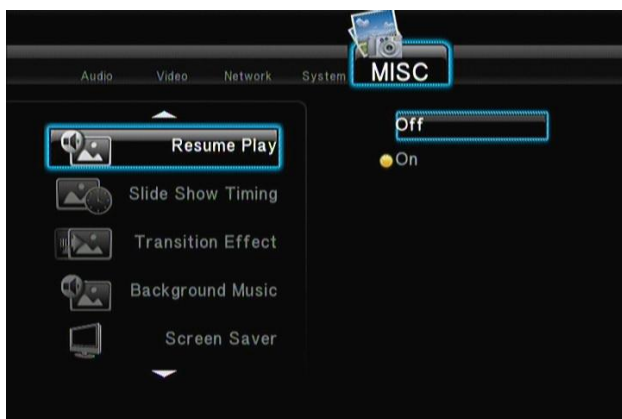 Audio Video Network System MISC
Resume Play
Slide Show Timing
Transition Effect
Background Music
Screen Saver
Off
On